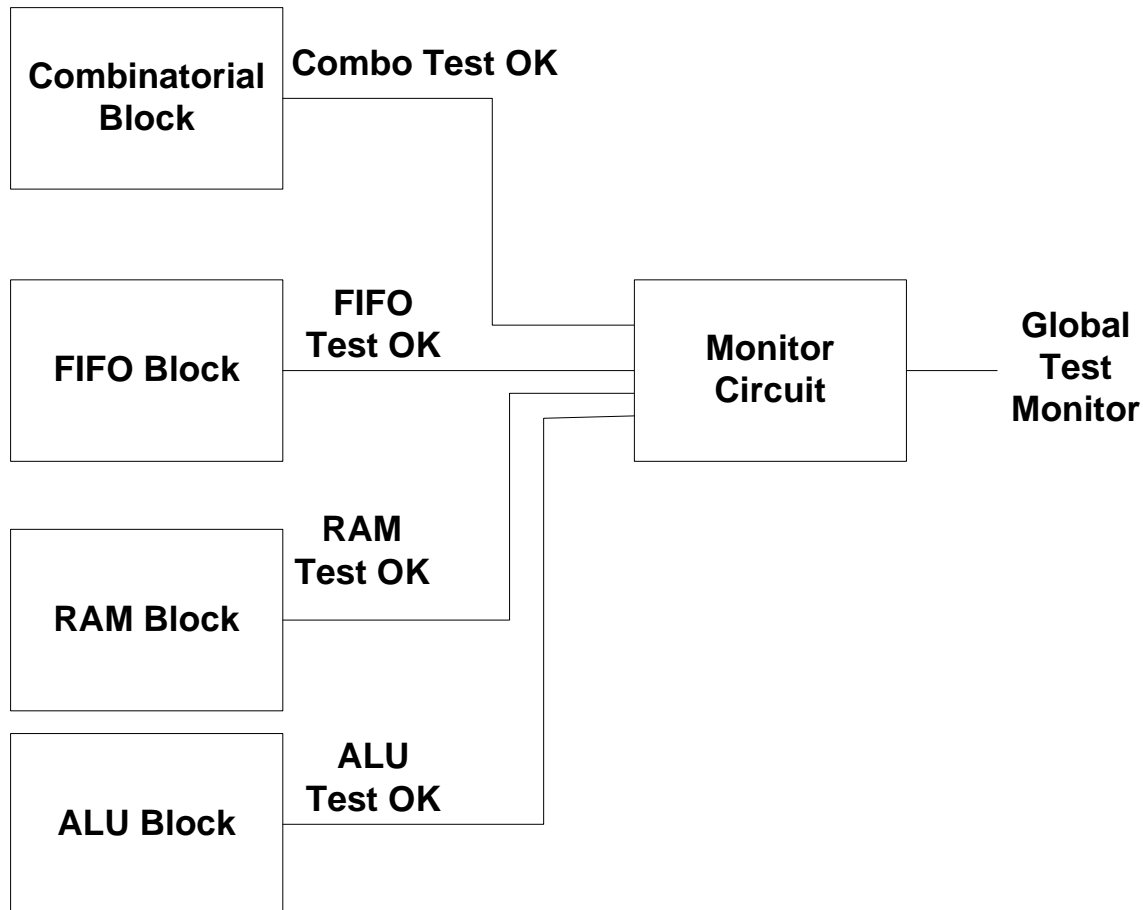 Combinatorial
Block
Combo Test OK
FIFO Block
FIFO
Test OK
Monitor
Circuit
Global
Test
Monitor
RAM Block
RAM
Test OK
ALU Block
ALU
Test OK